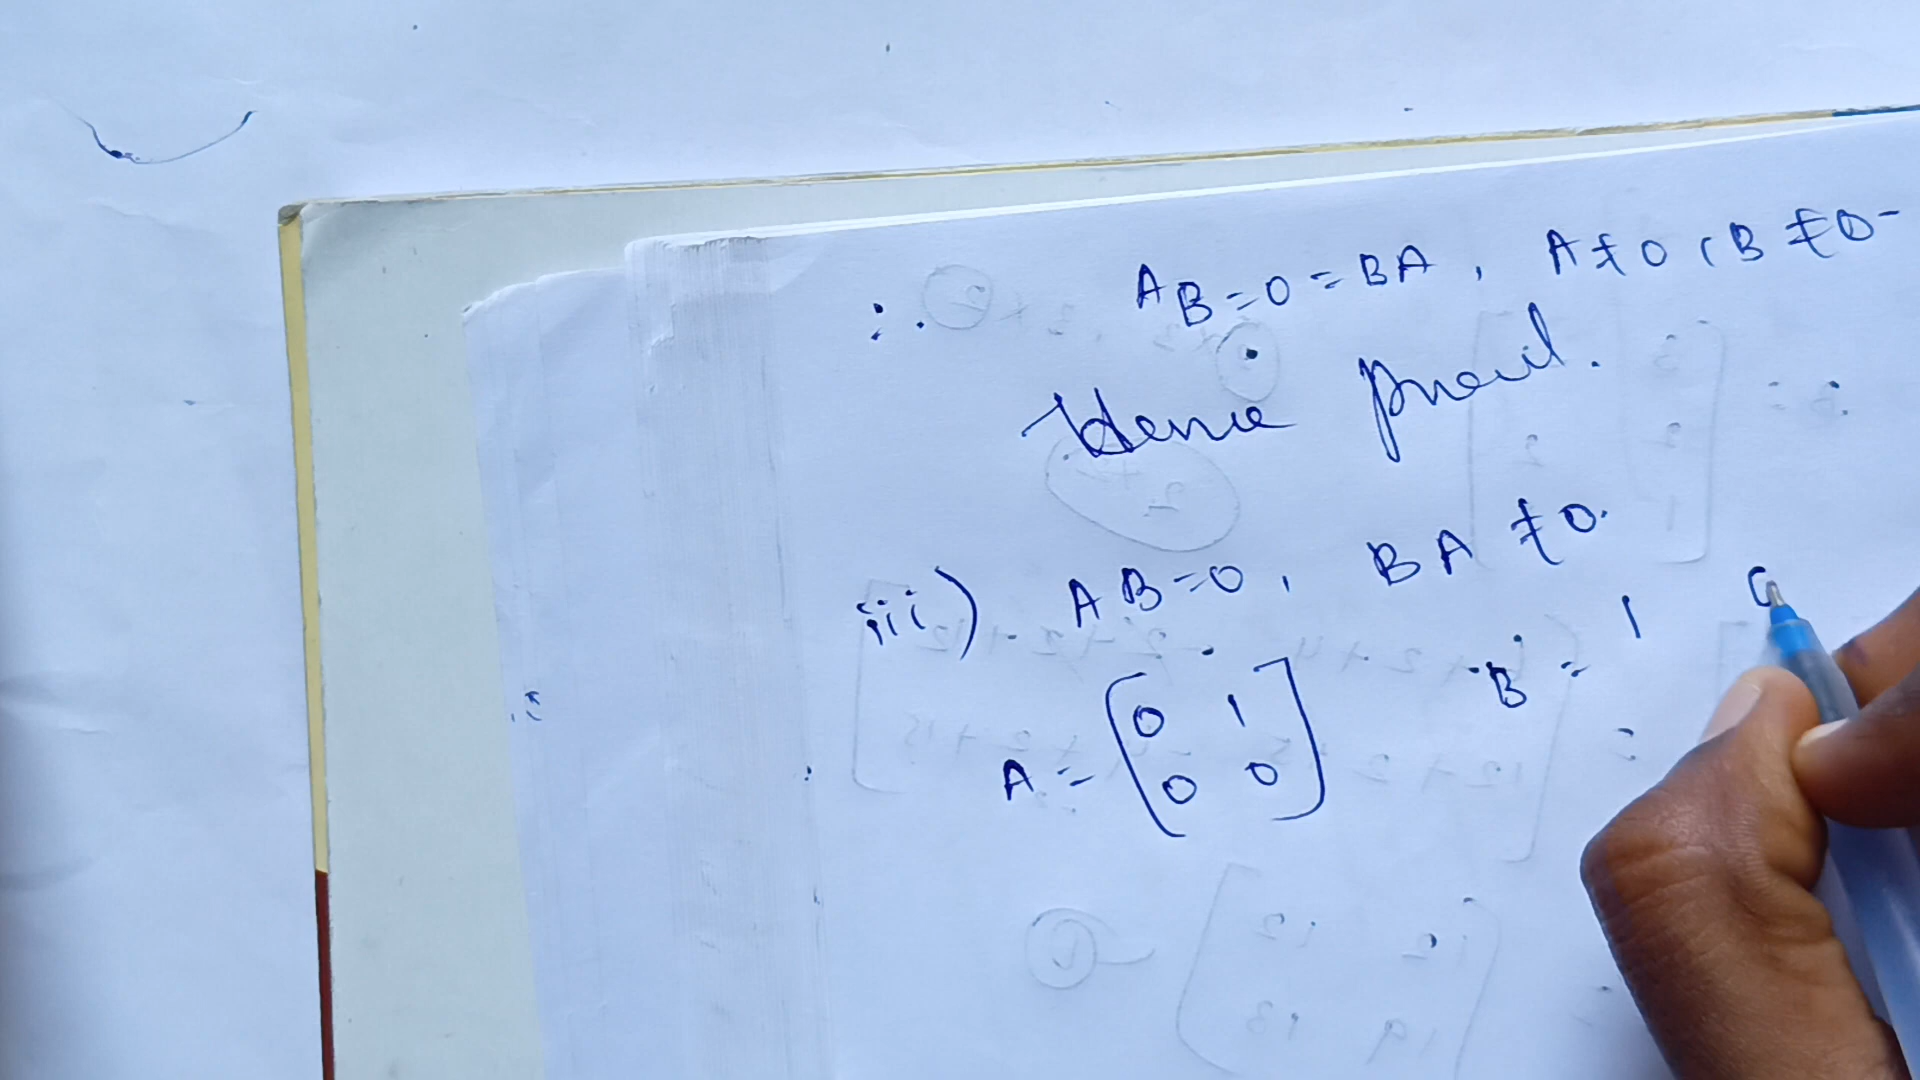 ∴ AB=0=BA, A≠0, B≠0-
Hence proved.
iii) AB=0, BA≠0.
A = [0 1
0 0] B = 1 0